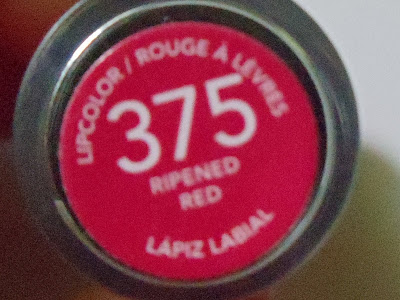 LIPCOLOR / ROUGE À LÈVRES
375
RIPENED
RED
LÁPIZ LABIAL